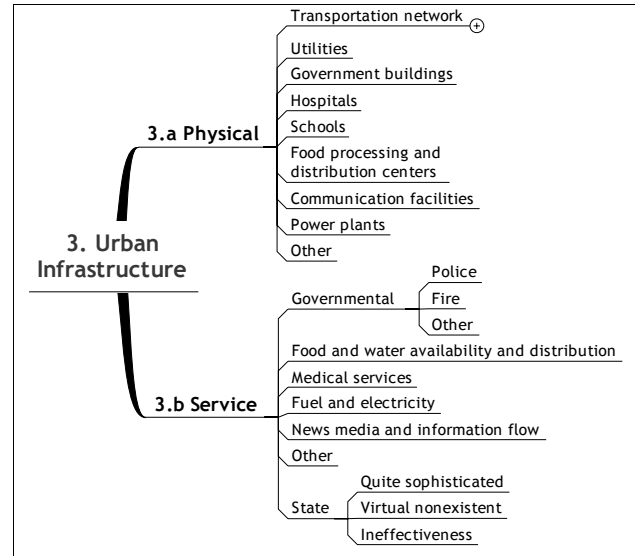 Transportation network
Utilities
Government buildings
Hospitals
3.a Physical
Schools
Food processing and
distribution centers
Communication facilities
Power plants
Other
3. Urban
Infrastructure
Governmental
Police
Fire
Other
Food and water availability and distribution
Medical services
3.b Service
Fuel and electricity
News media and information flow
Other
State
Quite sophisticated
Virtual nonexistent
Ineffectiveness